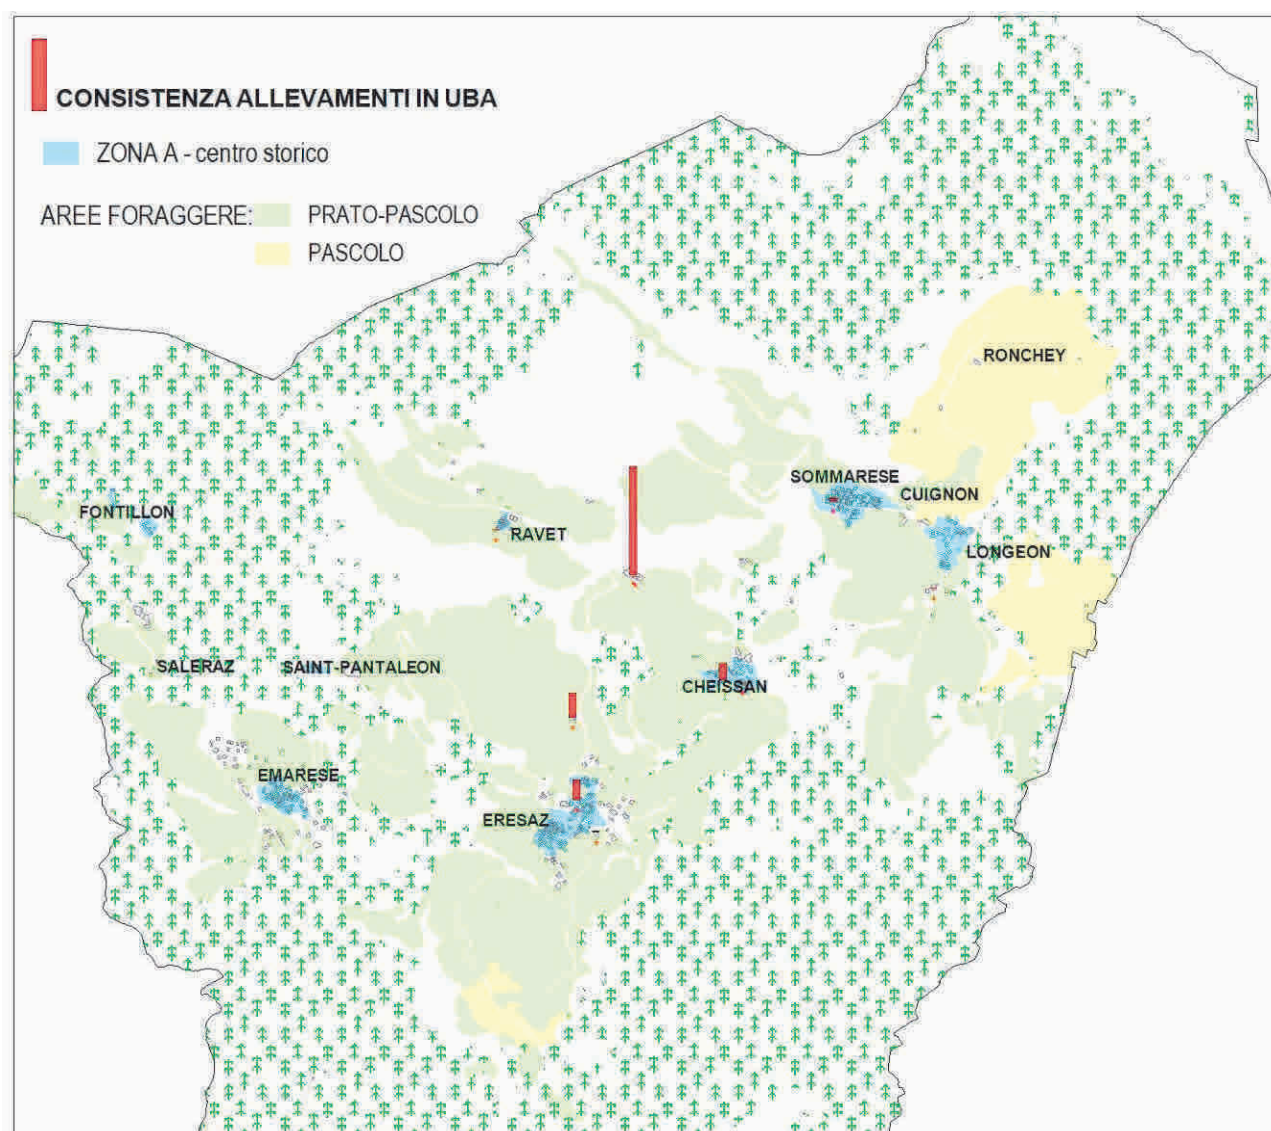 CONSISTENZA ALLEVAMENTI IN UBA
ZONA A - centro storico
AREE FORAGGERE: PRATO-PASCOLO
PASCOLO
RONCHEY
SOMMARESE
CUIGNON
FONTILLON
RAVET
LONGEON
SALERAZ
SAINT-PANTALEON
CHEISSAN
EMARESE
ERESAZ